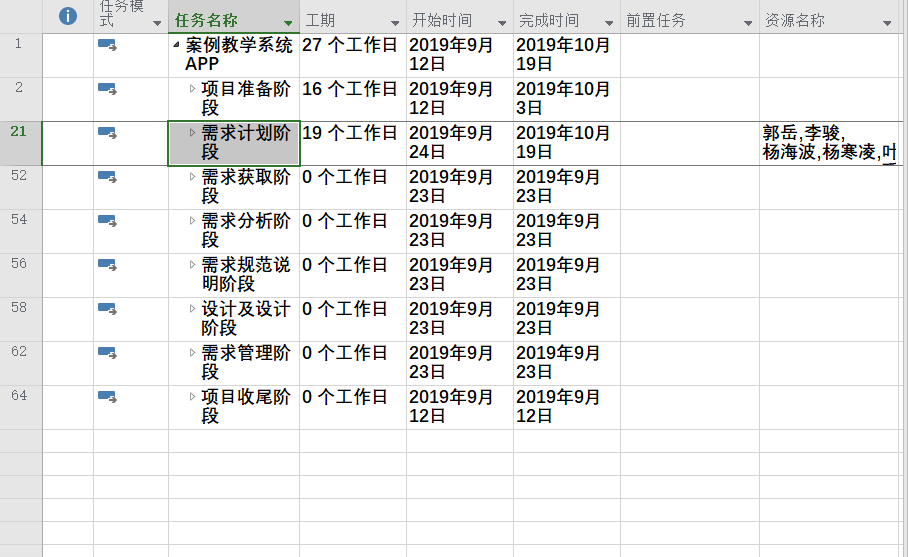 任务模式 任务名称 工期 开始时间 完成时间 前置任务 资源名称
1 案例教学系统 27 个工作日 2019年9月 2019年10月
APP 12日 19日
2 项目准备阶 16 个工作日 2019年9月 2019年10月
段 12日 3日
21 需求计划阶 19 个工作日 2019年9月 2019年10月 郭岳,李骏,
段 24日 19日 杨海波,杨寒凌,叶
52 需求获取阶 0 个工作日 2019年9月 2019年9月
段 23日 23日
54 需求分析阶 0 个工作日 2019年9月 2019年9月
段 23日 23日
56 需求规范说 0 个工作日 2019年9月 2019年9月
明阶段 23日 23日
58 设计及设计 0 个工作日 2019年9月 2019年9月
阶段 23日 23日
62 需求管理阶 0 个工作日 2019年9月 2019年9月
段 23日 23日
64 项目收尾阶 0 个工作日 2019年9月 2019年9月
段 12日 12日